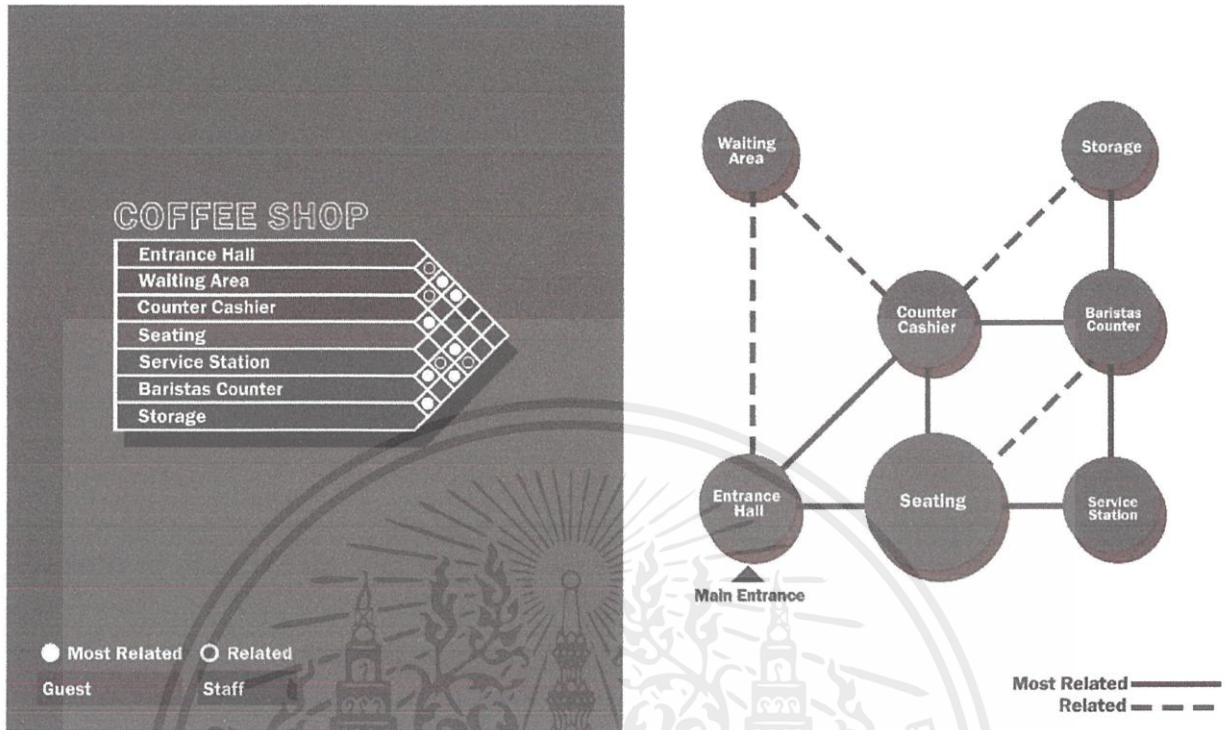 COFFEE SHOP
Entrance Hall
Waiting Area
Counter Cashier
Seating
Service Station
Baristas Counter
Storage
Most Related
Related
Guest
Staff
Waiting
Area
Storage
Counter
Cashier
Baristas
Counter
Entrance
Hall
Seating
Service
Station
Main Entrance
Most Related
Related